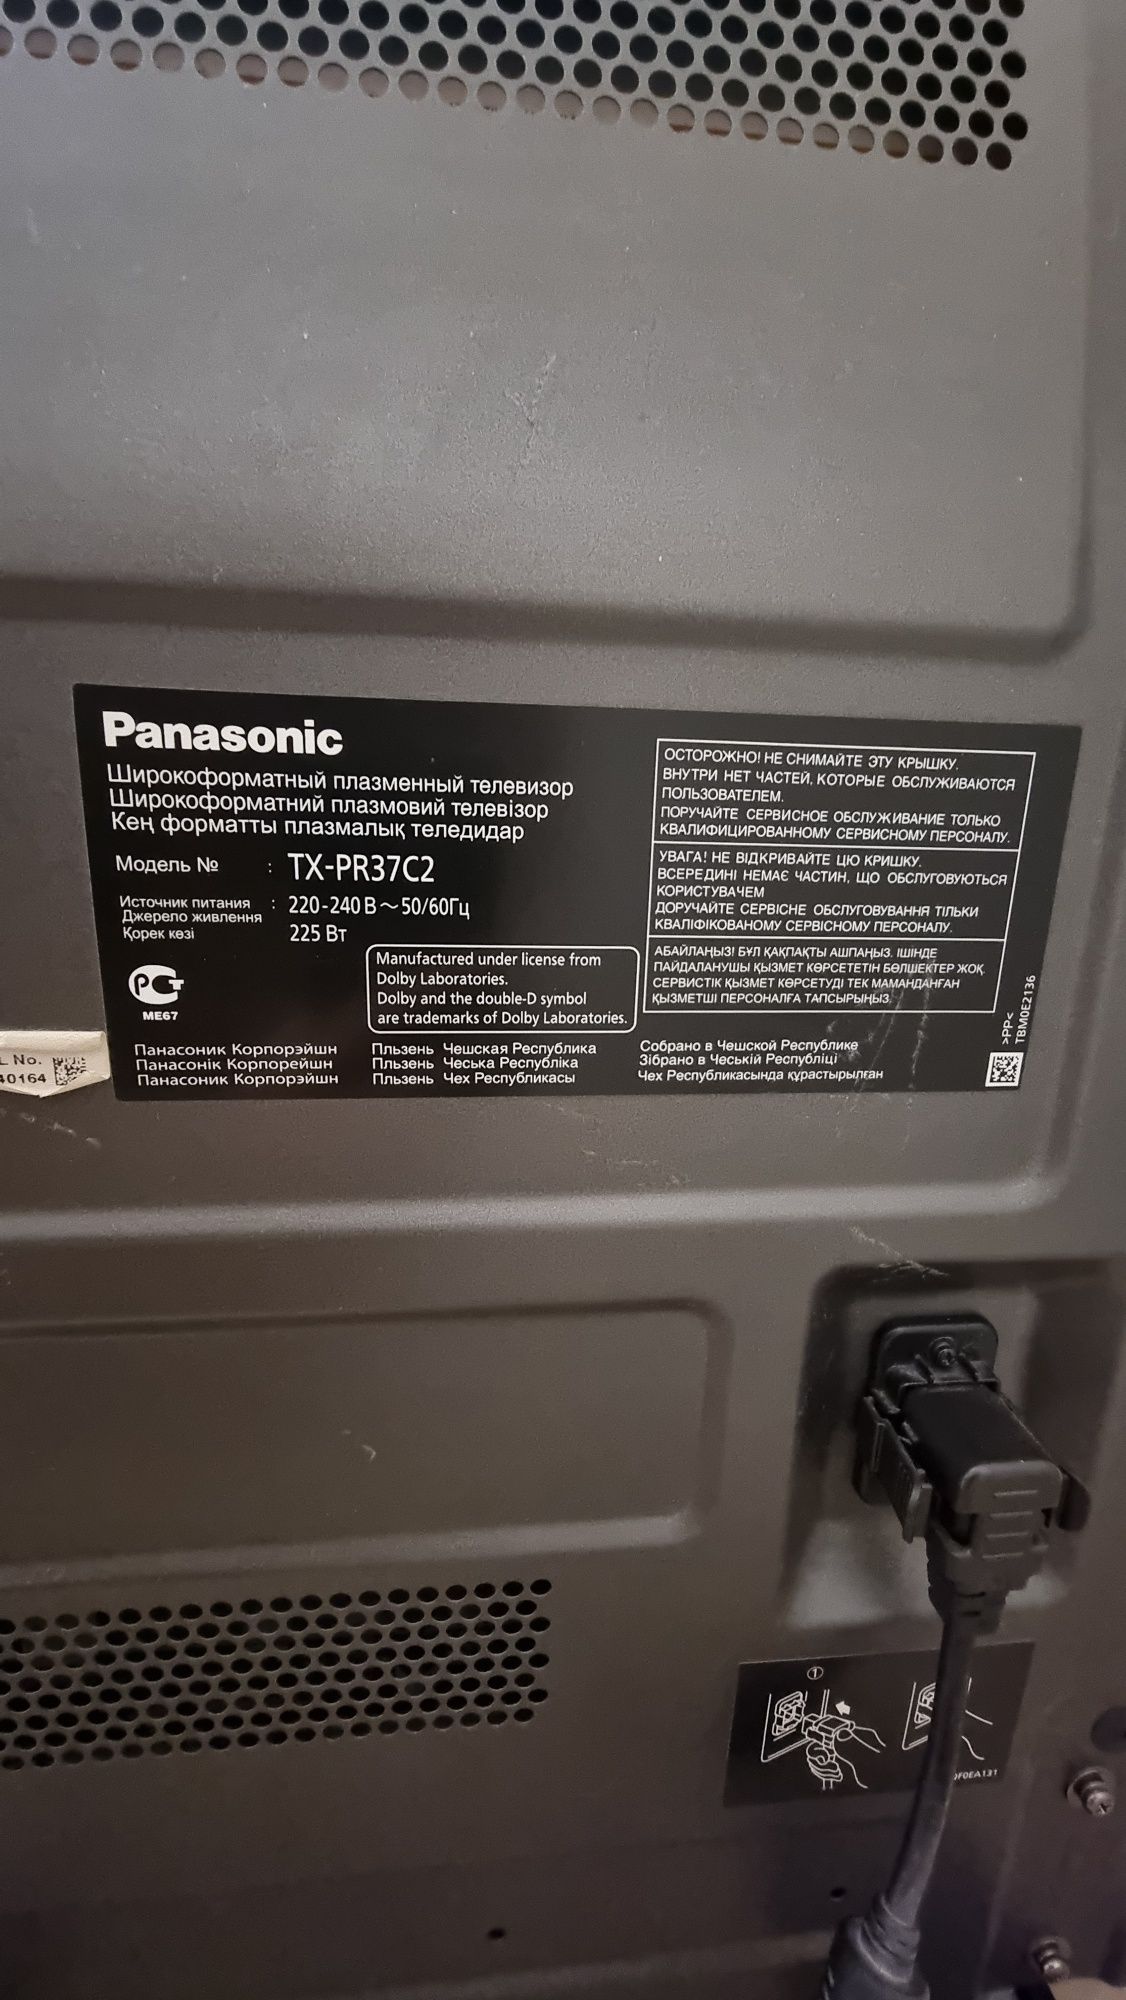 Panasonic
Широкоформатный плазменный телевизор
Широкоформатний плазмовий телевізор
Кең форматты плазмалық теледидар
Модель № : TX-PR37C2
Источник питания : 220-240 В ~ 50/60Гц
Джерело живлення
Қорек көзі 225 Вт
РСТ
ME67
Manufactured under license from
Dolby Laboratories.
Dolby and the double-D symbol
are trademarks of Dolby Laboratories.
Панасоник Корпорэйшн Пльзень Чешская Республика
Панасонік Корпорейшн Пльзень Чеська Республіка
Панасоник Корпорэйшн Пльзень Чех Республикасы
ОСТОРОЖНО! НЕ СНИМАЙТЕ ЭТУ КРЫШКУ.
ВНУТРИ НЕТ ЧАСТЕЙ, КОТОРЫЕ ОБСЛУЖИВАЮТСЯ
ПОЛЬЗОВАТЕЛЕМ.
ПОРУЧАЙТЕ СЕРВИСНОЕ ОБСЛУЖИВАНИЕ ТОЛЬКО
КВАЛИФИЦИРОВАННОМУ СЕРВИСНОМУ ПЕРСОНАЛУ.
УВАГА! НЕ ВІДКРИВАЙТЕ ЦЮ КРИШКУ.
ВСЕРЕДИНІ НЕМАЄ ЧАСТИН, ЩО ОБСЛУГОВУЮТЬСЯ
КОРИСТУВАЧЕМ
ДОРУЧАЙТЕ СЕРВІСНЕ ОБСЛУГОВУВАННЯ ТІЛЬКИ
КВАЛІФІКОВАНОМУ СЕРВІСНОМУ ПЕРСОНАЛУ.
АБАЙЛАҢЫЗ! БҰЛ ҚАҚПАҚТЫ АШПАҢЫЗ. ІШІНДЕ
ПАЙДАЛАНУШЫ ҚЫЗМЕТ КӨРСЕТЕТІН БӨЛШЕКТЕР ЖОҚ.
СЕРВИСТІК ҚЫЗМЕТ КӨРСЕТУДІ ТЕК МАМАНДАНҒАН
ҚЫЗМЕТШІ ПЕРСОНАЛҒА ТАПСЫРЫҢЫЗ.
Собрано в Чешской Республике
Зібрано в Чеській Республіці
Чех Республикасында құрастырылған
>PP<
TBM0E2136
L No.
40164
1
0F0EA131